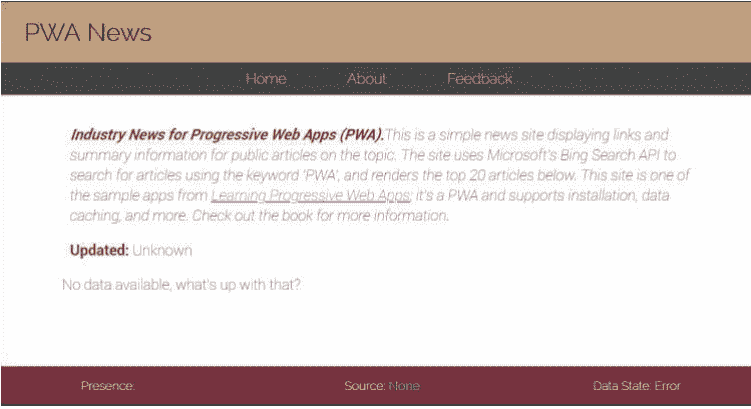 PWA News
Home About Feedback
Industry News for Progressive Web Apps (PWA).This is a simple news site displaying links and
summary information for public articles on the topic. The site uses Microsoft's Bing Search API to
search for articles using the keyword 'PWA', and renders the top 20 articles below. This site is one of
the sample apps from Learning Progressive Web Apps; it's a PWA and supports installation, data
caching, and more. Check out the book for more information.
Updated: Unknown
No data available, what's up with that?
Presence: Source: None Data State: Error